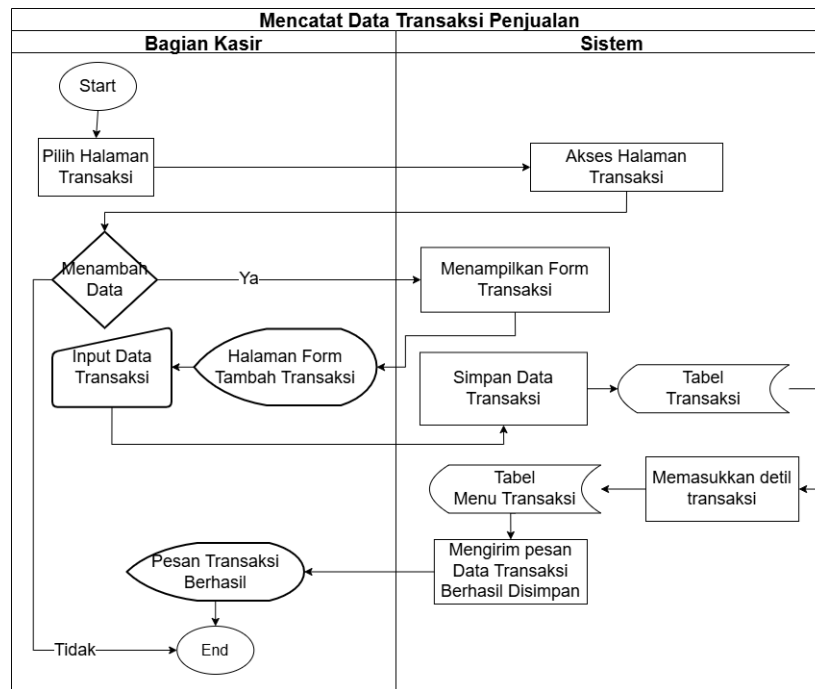 Mencatat Data Transaksi Penjualan
Bagian Kasir
Sistem
Start
Pilih Halaman
Transaksi
Akses Halaman
Transaksi
Menambah
Data
Ya
Menampilkan Form
Transaksi
Input Data
Transaksi
Halaman Form
Tambah Transaksi
Simpan Data
Transaksi
Tabel
Transaksi
Tabel
Menu Transaksi
Memasukkan detil
transaksi
Pesan Transaksi
Berhasil
Mengirim pesan
Data Transaksi
Berhasil Disimpan
Tidak
End